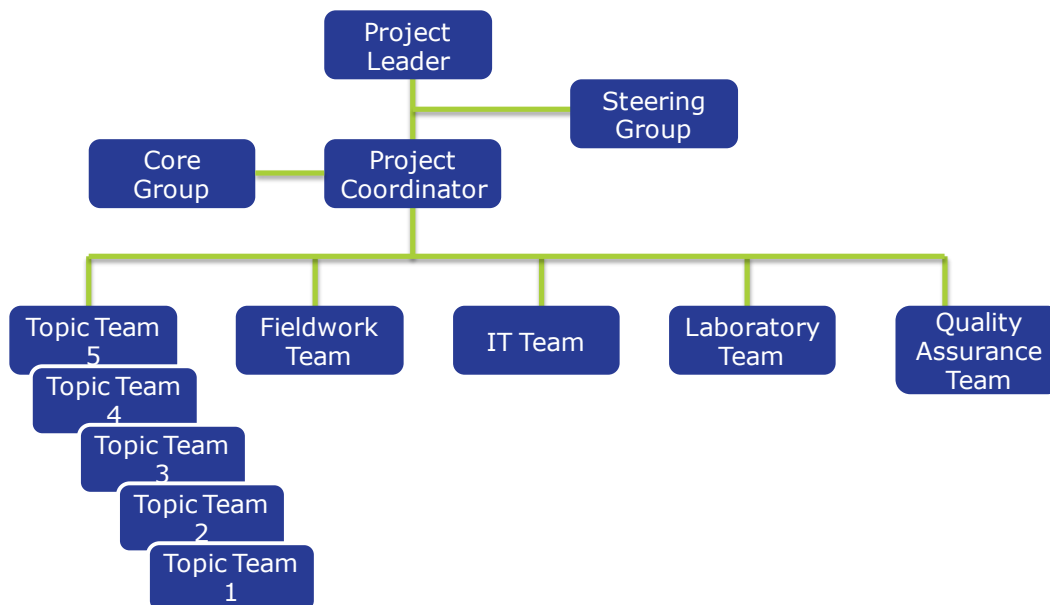 Project
Leader
Steering
Group
Core
Group
Project
Coordinator
Topic Team
5
Fieldwork
Team
IT Team
Laboratory
Team
Quality
Assurance
Team
Topic Team
4
Topic Team
3
Topic Team
2
Topic Team
1